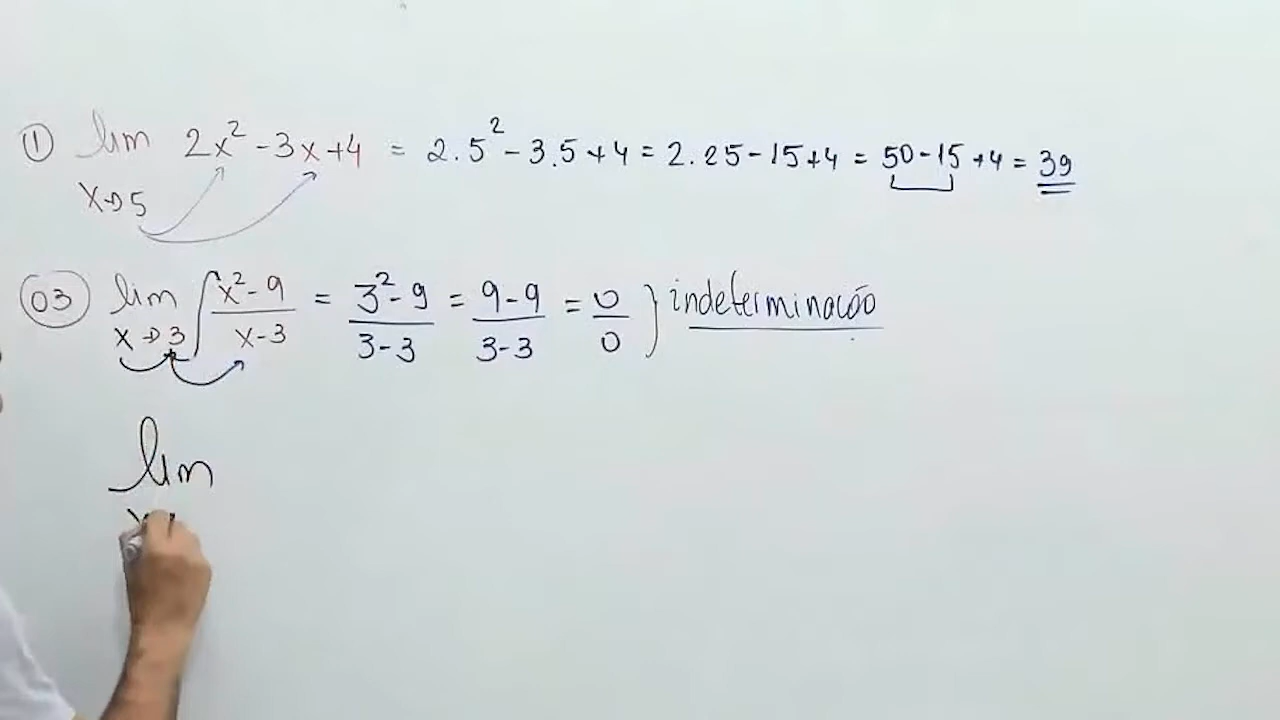 ① lim 2x² - 3x + 4 = 2.5² - 3.5 + 4 = 2.25 - 15 + 4 = 50 - 15 + 4 = 39
x→5
03 lim x² - 9 / x - 3 = 3² - 9 / 3 - 3 = 9 - 9 / 3 - 3 = 0 / 0 } indeterminação
x→3
lim
x